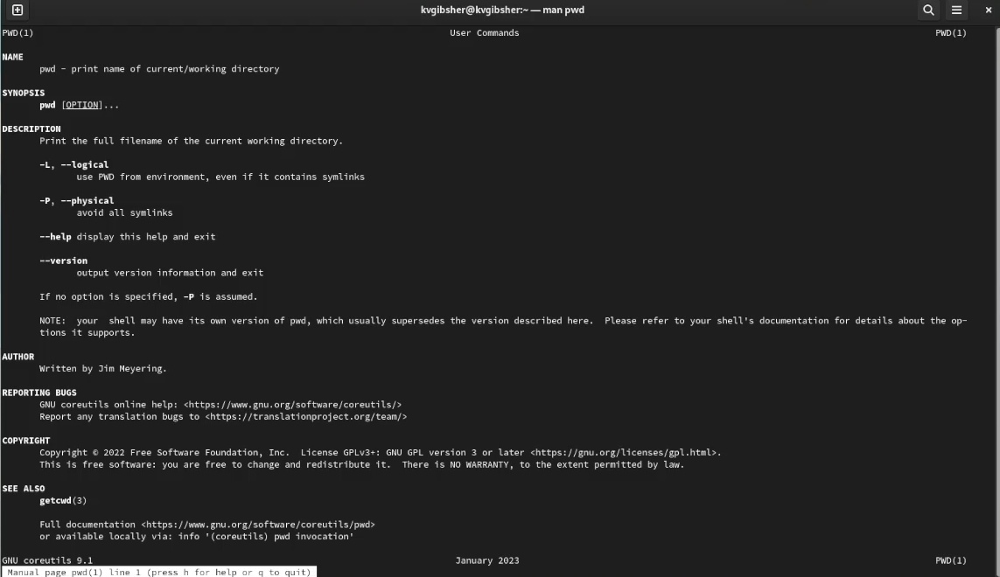 kvgibsher@kvgibsher:~ — man pwd
PWD(1) User Commands PWD(1)
NAME
pwd - print name of current/working directory
SYNOPSIS
pwd [OPTION]...
DESCRIPTION
Print the full filename of the current working directory.
-L, --logical
use PWD from environment, even if it contains symlinks
-P, --physical
avoid all symlinks
--help display this help and exit
--version
output version information and exit
If no option is specified, -P is assumed.
NOTE:  your  shell may have its own version of pwd, which usually supersedes the version described here.  Please refer to your shell's documentation for details about the op-
tions it supports.
AUTHOR
Written by Jim Meyering.
REPORTING BUGS
GNU coreutils online help: <https://www.gnu.org/software/coreutils/>
Report any translation bugs to <https://translationproject.org/team/>
COPYRIGHT
Copyright © 2022 Free Software Foundation, Inc.  License GPLv3+: GNU GPL version 3 or later <https://gnu.org/licenses/gpl.html>.
This is free software: you are free to change and redistribute it.  There is NO WARRANTY, to the extent permitted by law.
SEE ALSO
getcwd(3)
Full documentation <https://www.gnu.org/software/coreutils/pwd>
or available locally via: info '(coreutils) pwd invocation'
GNU coreutils 9.1 January 2023 PWD(1)
Manual page pwd(1) line 1 (press h for help or q to quit)